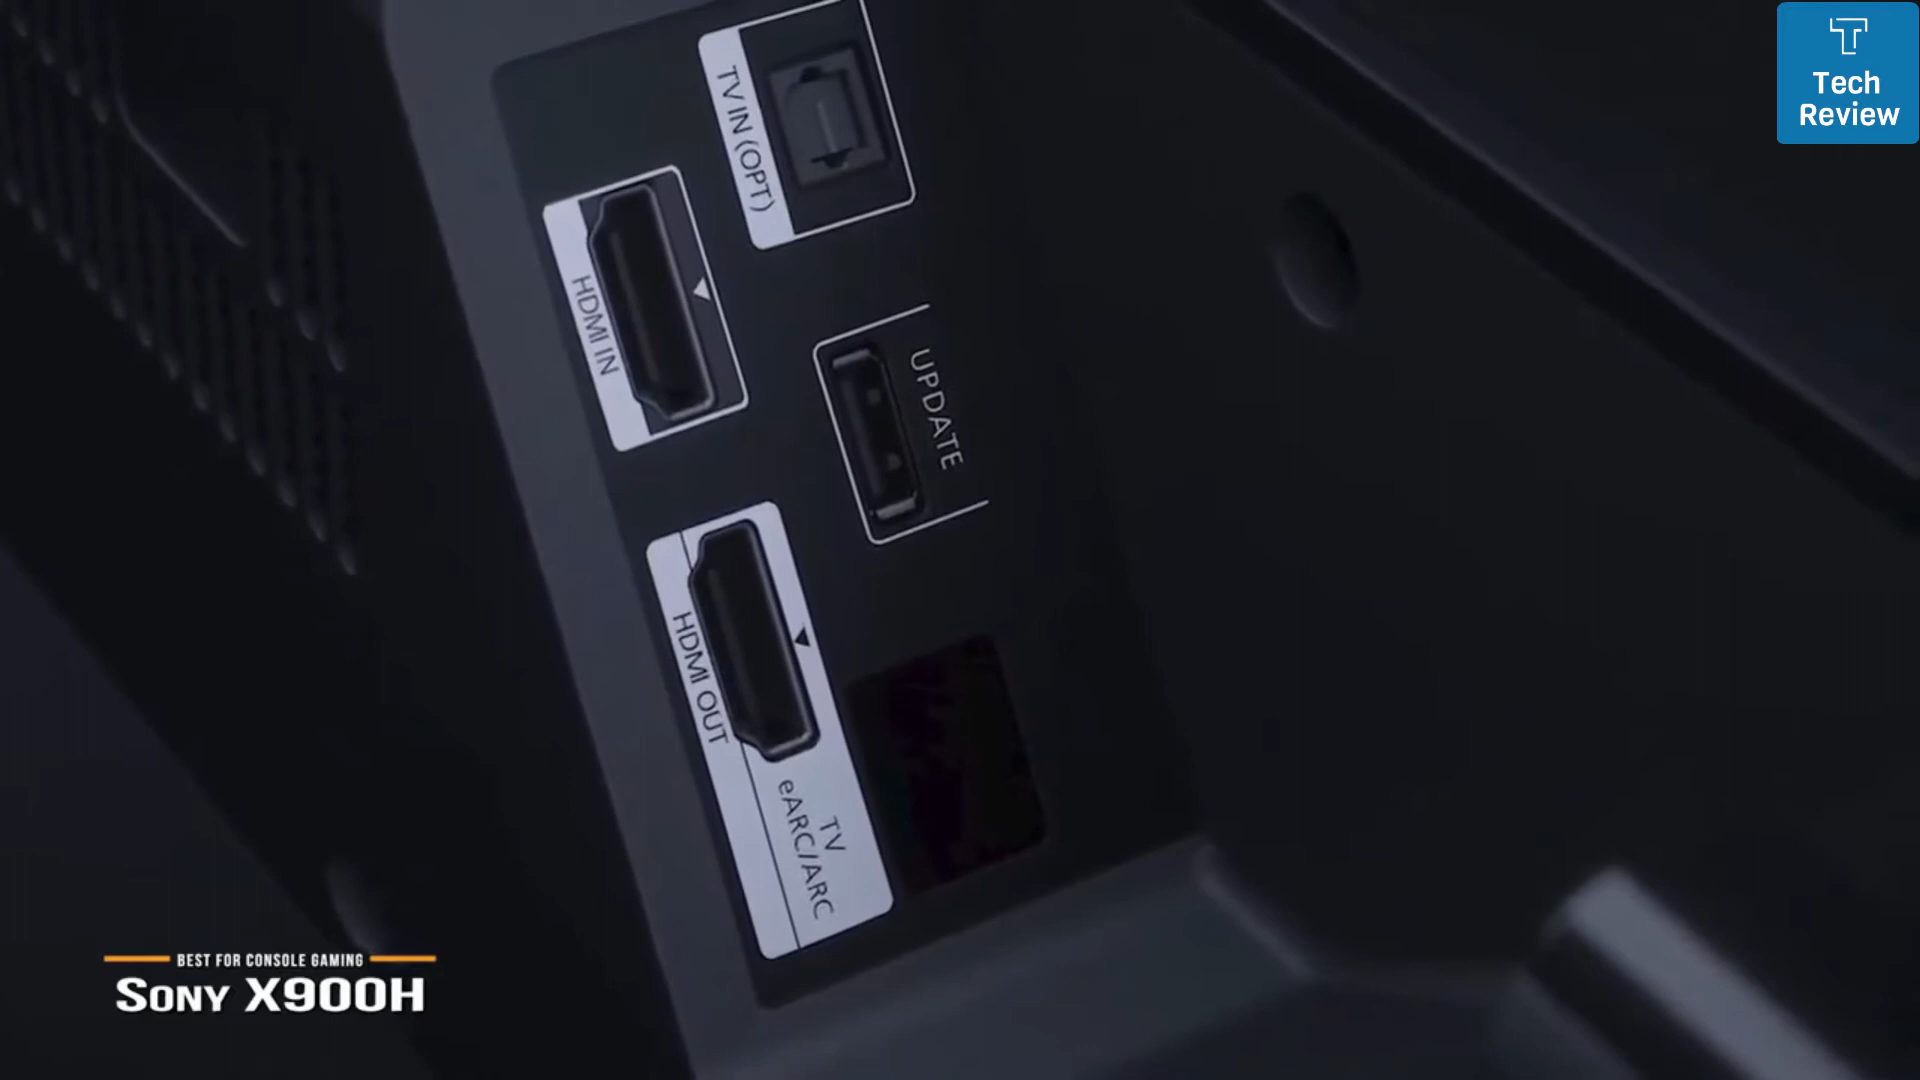 Tech
Review
TV IN (OPT)
HDMI IN
UPDATE
HDMI OUT
TV
eARC/ARC
BEST FOR CONSOLE GAMING
SONY X900H